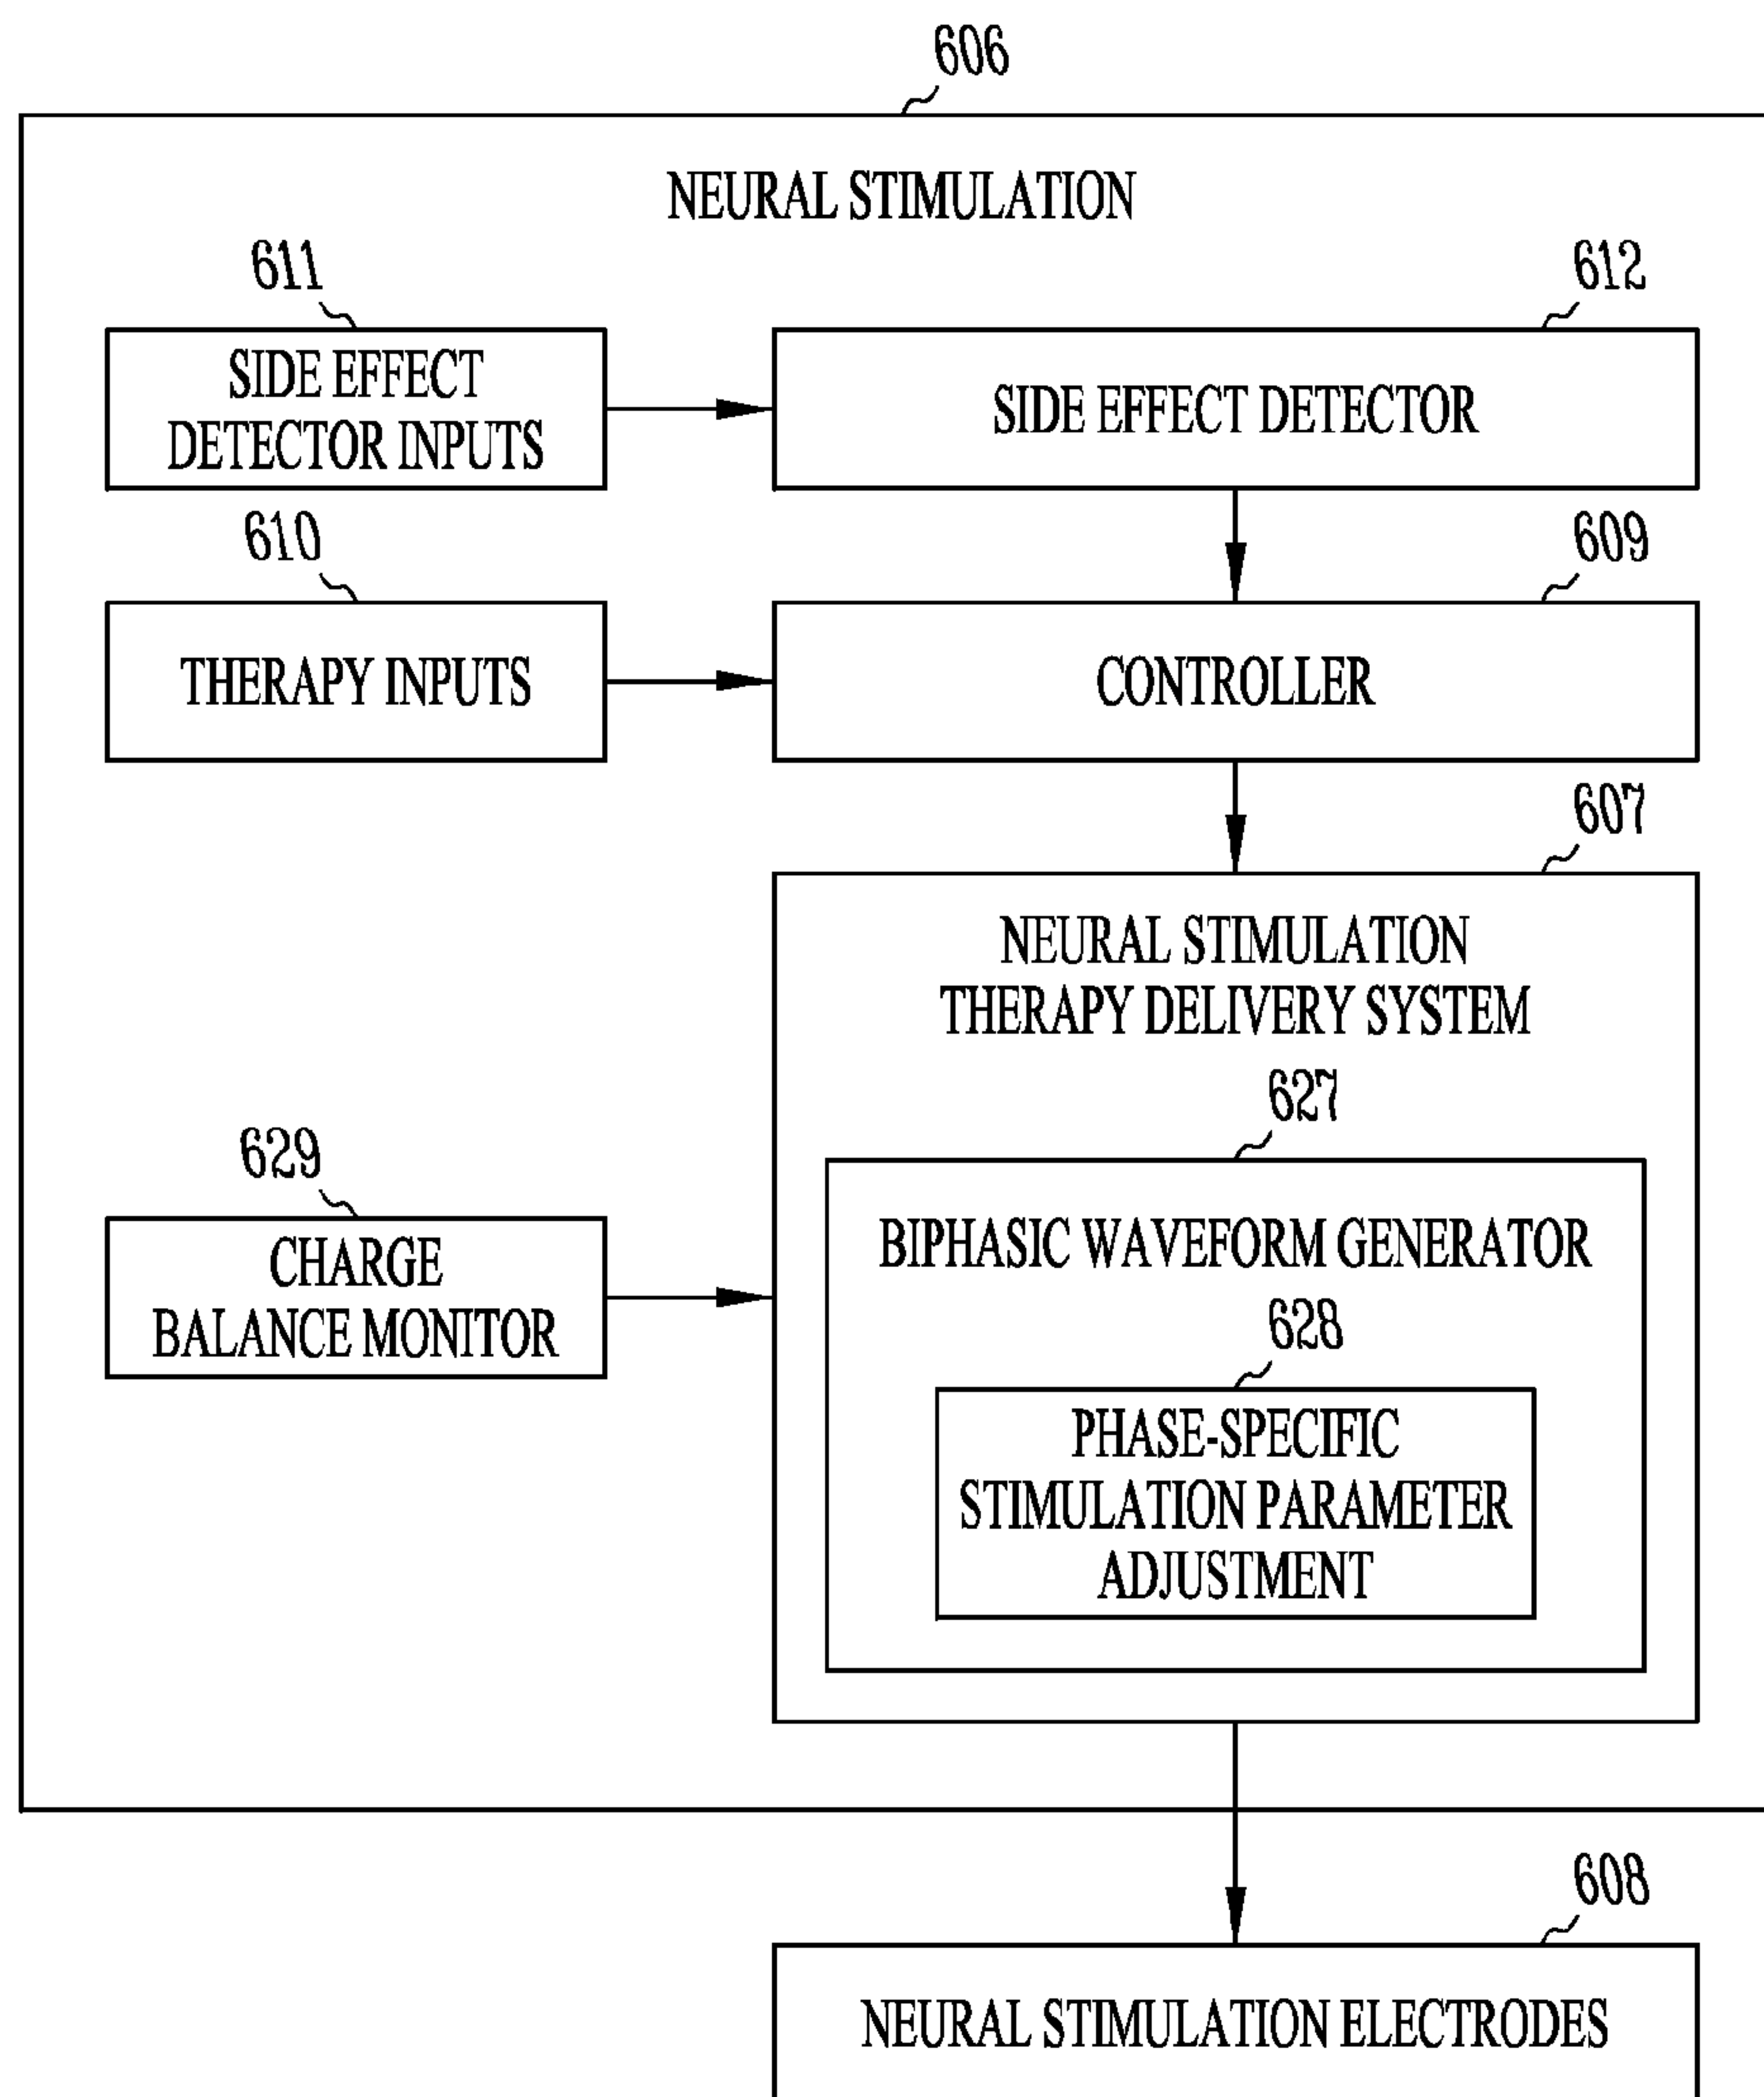 606
NEURAL STIMULATION
611
612
SIDE EFFECT
DETECTOR INPUTS
SIDE EFFECT DETECTOR
610
609
THERAPY INPUTS
CONTROLLER
607
NEURAL STIMULATION
THERAPY DELIVERY SYSTEM
627
629
CHARGE
BALANCE MONITOR
BIPHASIC WAVEFORM GENERATOR
628
PHASE-SPECIFIC
STIMULATION PARAMETER
ADJUSTMENT
608
NEURAL STIMULATION ELECTRODES